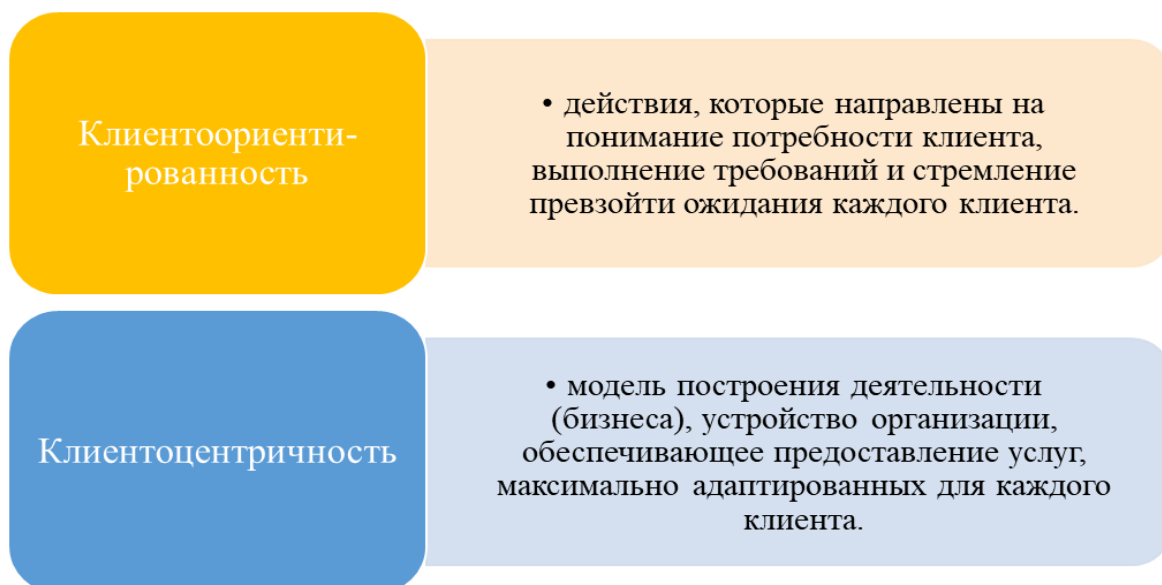 Клиентоориенти-
рованность
• действия, которые направлены на
понимание потребности клиента,
выполнение требований и стремление
превзойти ожидания каждого клиента.
Клиентоцентричность
• модель построения деятельности
(бизнеса), устройство организации,
обеспечивающее предоставление услуг,
максимально адаптированных для каждого
клиента.